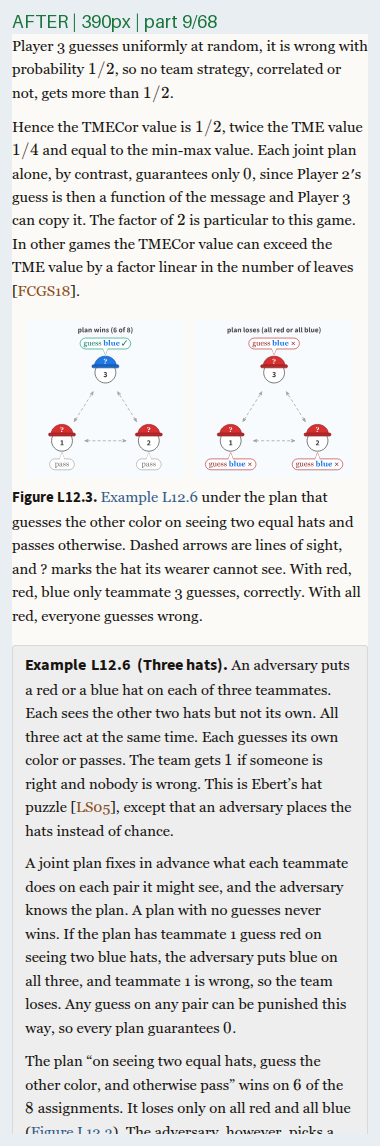 AFTER | 390px | part 9/68
Player 3 guesses uniformly at random, it is wrong with
probability 1/2, so no team strategy, correlated or
not, gets more than 1/2.
Hence the TMECor value is 1/2, twice the TME value
1/4 and equal to the min-max value. Each joint plan
alone, by contrast, guarantees only 0, since Player 2's
guess is then a function of the message and Player 3
can copy it. The factor of 2 is particular to this game.
In other games the TMECor value can exceed the
TME value by a factor linear in the number of leaves
[FCGS18].
plan wins (6 of 8)
guess blue ✓
?
3
?
1
?
2
pass
pass
plan loses (all red or all blue)
guess blue ×
?
3
?
1
?
2
guess blue ×
guess blue ×
Figure L12.3. Example L12.6 under the plan that
guesses the other color on seeing two equal hats and
passes otherwise. Dashed arrows are lines of sight,
and ? marks the hat its wearer cannot see. With red,
red, blue only teammate 3 guesses, correctly. With all
red, everyone guesses wrong.
Example L12.6 (Three hats). An adversary puts
a red or a blue hat on each of three teammates.
Each sees the other two hats but not its own. All
three act at the same time. Each guesses its own
color or passes. The team gets 1 if someone is
right and nobody is wrong. This is Ebert's hat
puzzle [LS05], except that an adversary places the
hats instead of chance.
A joint plan fixes in advance what each teammate
does on each pair it might see, and the adversary
knows the plan. A plan with no guesses never
wins. If the plan has teammate 1 guess red on
seeing two blue hats, the adversary puts blue on
all three, and teammate 1 is wrong, so the team
loses. Any guess on any pair can be punished this
way, so every plan guarantees 0.
The plan “on seeing two equal hats, guess the
other color, and otherwise pass” wins on 6 of the
8 assignments. It loses only on all red and all blue
(Figure L12.3). The adversary, however, picks a